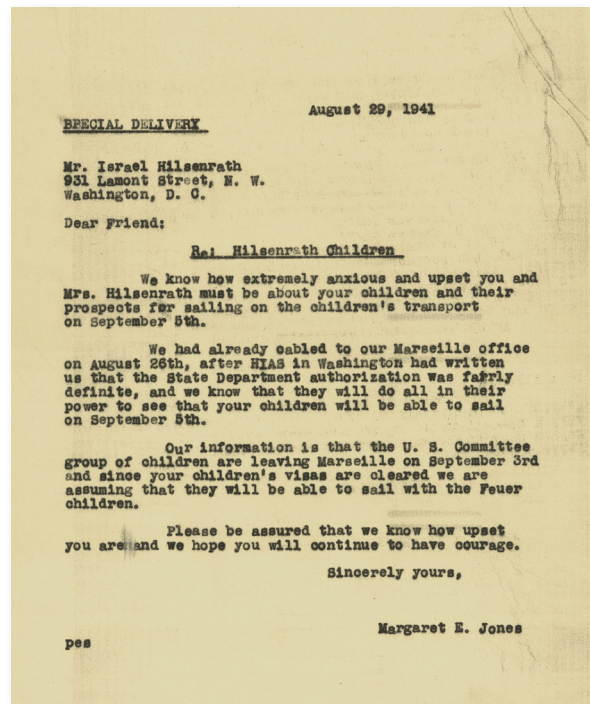 August 29, 1941
SPECIAL DELIVERY
Mr. Israel Hilsenrath
931 Lamont Street, N. W.
Washington, D. C.
Dear Friend:
Re: Hilsenrath Children
We know how extremely anxious and upset you and
Mrs. Hilsenrath must be about your children and their
prospects for sailing on the children's transport
on September 5th.
We had already cabled to our Marseille office
on August 26th, after HIAS in Washington had written
us that the State Department authorization was fairly
definite, and we know that they will do all in their
power to see that your children will be able to sail
on September 5th.
Our information is that the U. S. Committee
group of children are leaving Marseille on September 3rd
and since your children's visas are cleared we are
assuming that they will be able to sail with the Feuer
children.
Please be assured that we know how upset
you are and we hope you will continue to have courage.
Sincerely yours,
Margaret E. Jones
pes